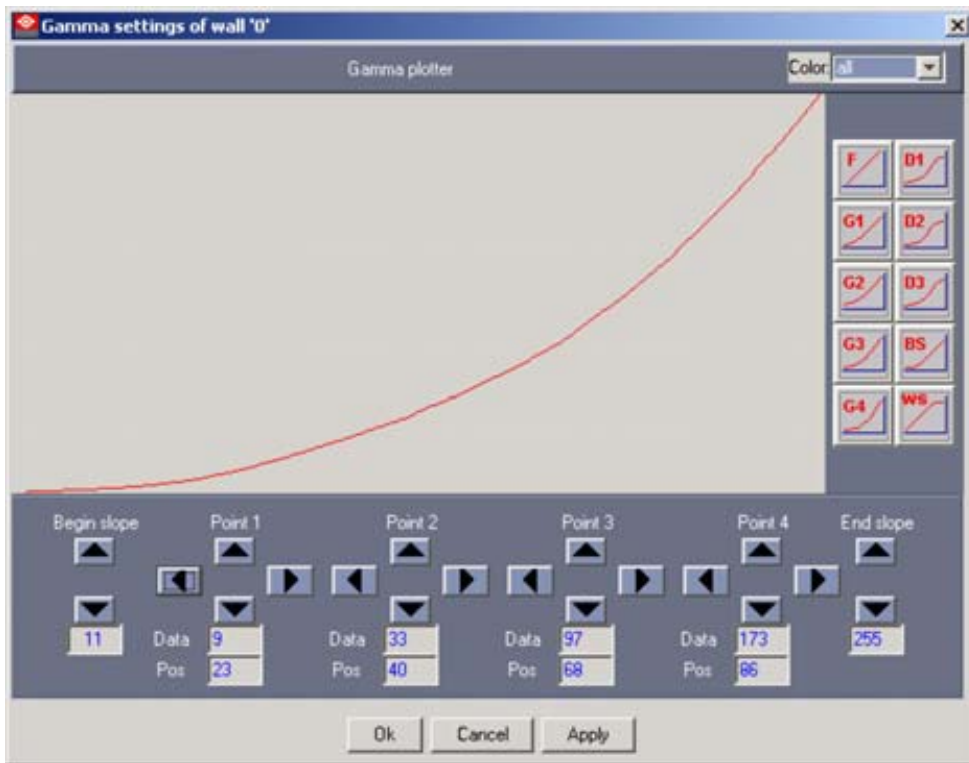 Gamma settings of wall '0'
Gamma plotter
Color: all
F D1
G1 D2
G2 D3
G3 BS
G4 WS
Begin slope Point 1 Point 2 Point 3 Point 4 End slope
11 Data 9 Data 33 Data 97 Data 173 255
Pos 23 Pos 40 Pos 68 Pos 86
Ok Cancel Apply